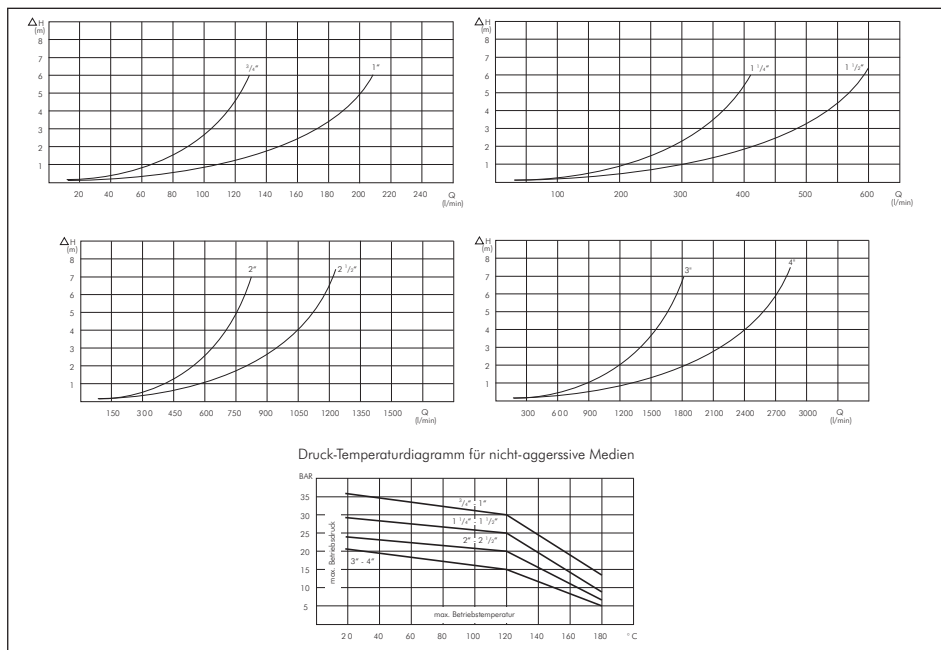 △ H
(m)
8
7
6
5
4
3
2
1
³/₄"
1"
20 40 60 80 100 120 140 160 180 200 220 240 Q
(l/min)
△ H
(m)
8
7
6
5
4
3
2
1
1 ¹/₄"
1 ¹/₂"
100 200 300 400 500 600 Q
(l/min)
△ H
(m)
8
7
6
5
4
3
2
1
2"
2 ¹/₂"
150 300 450 600 750 900 1050 1200 1350 1500 Q
(l/min)
△ H
(m)
8
7
6
5
4
3
2
1
3"
4"
300 600 900 1200 1500 1800 2100 2400 2700 3000 Q
(l/min)
Druck-Temperaturdiagramm für nicht-aggerssive Medien
BAR
35
30
25
20
15
10
5
max. Betriebsdruck
³/₄" - 1"
1 ¹/₄" - 1 ¹/₂"
2" - 2 ¹/₂"
3" - 4"
max. Betriebstemperatur
20 40 60 80 100 120 140 160 180 °C